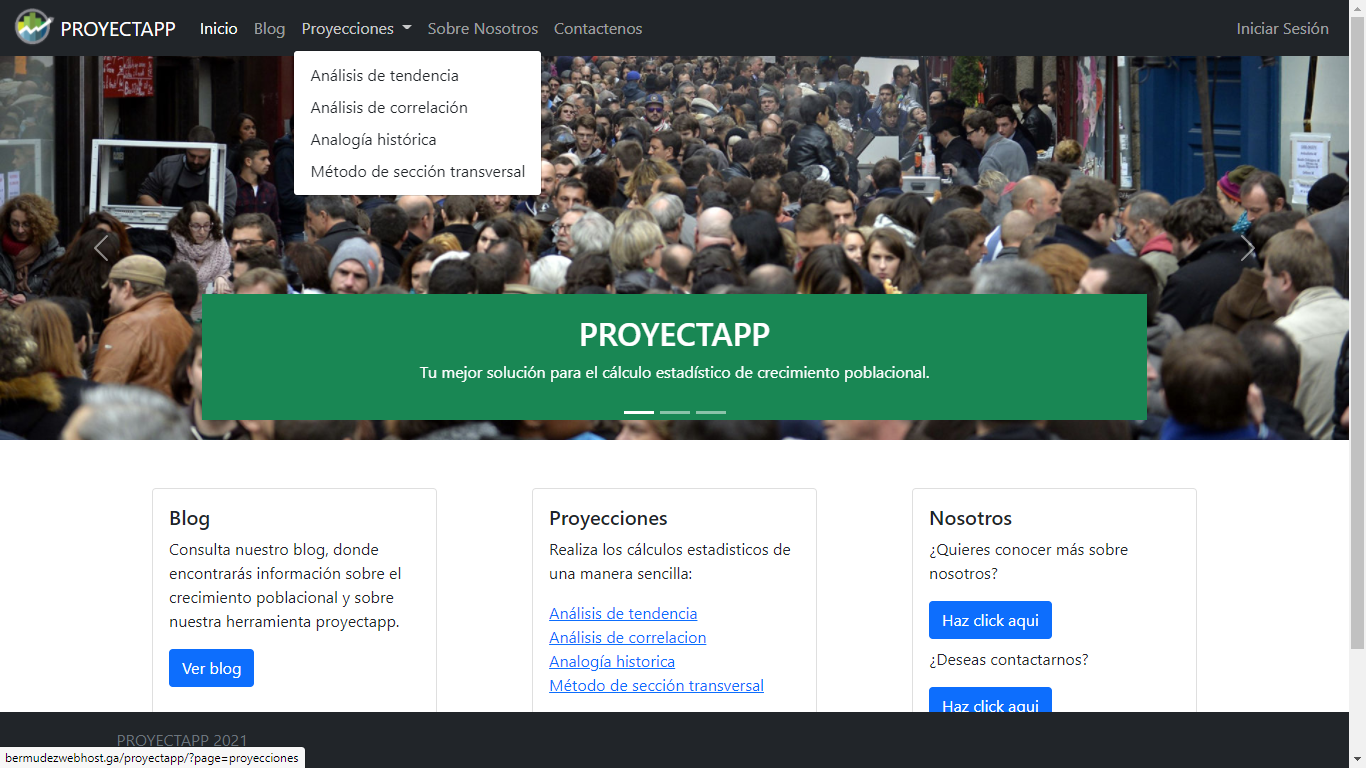 PROYECTAPP Inicio Blog Proyecciones Sobre Nosotros Contactenos Iniciar Sesión
Análisis de tendencia
Análisis de correlación
Analogía histórica
Método de sección transversal
PROYECTAPP
Tu mejor solución para el cálculo estadístico de crecimiento poblacional.
Blog
Consulta nuestro blog, donde
encontrarás información sobre el
crecimiento poblacional y sobre
nuestra herramienta proyectapp.
Ver blog
Proyecciones
Realiza los cálculos estadisticos de
una manera sencilla:
Análisis de tendencia
Análisis de correlacion
Analogía historica
Método de sección transversal
Nosotros
¿Quieres conocer más sobre
nosotros?
Haz click aqui
¿Deseas contactarnos?
Haz click aqui
PROYECTAPP 2021
bermudezwebhost.ga/proyectapp/?page=proyecciones